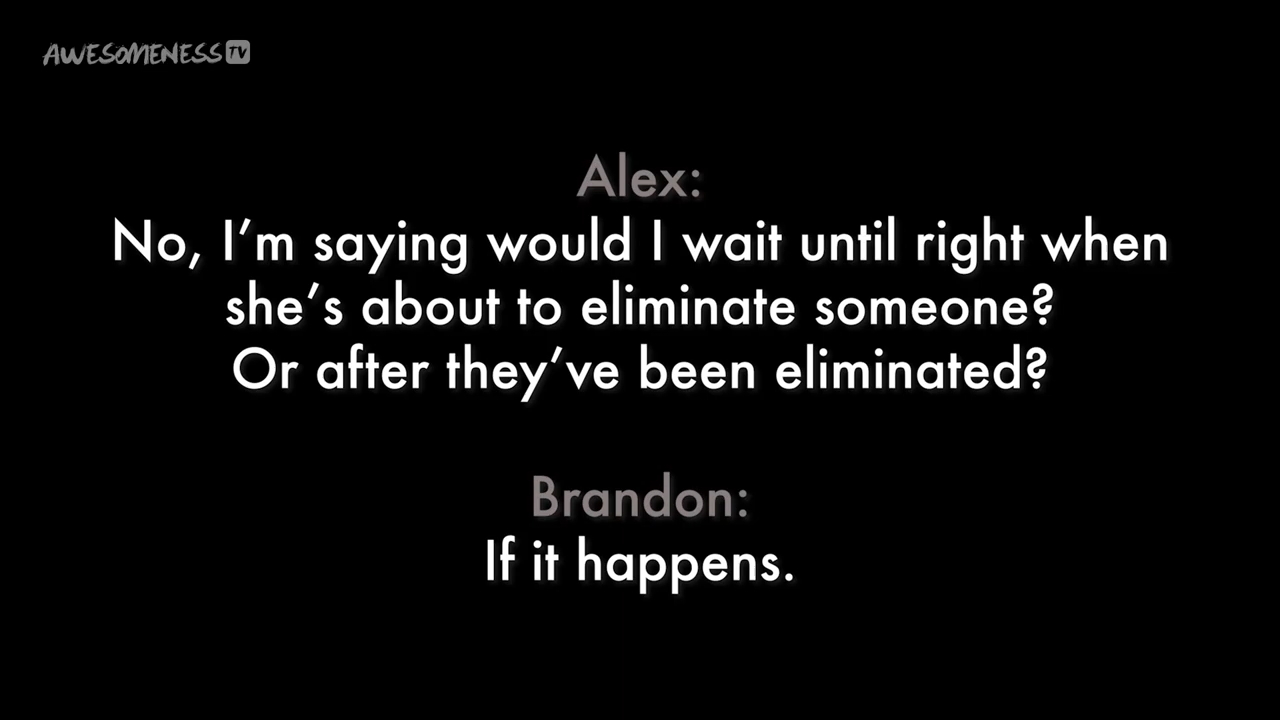 AWESOMENESS TV
Alex:
No, I'm saying would I wait until right when
she's about to eliminate someone?
Or after they've been eliminated?
Brandon:
If it happens.